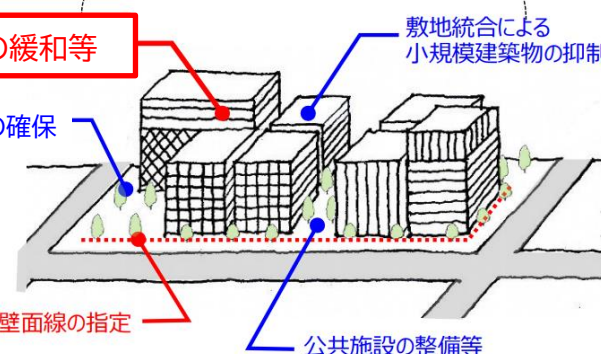 の緩和等
敷地統合による
小規模建築物の抑制
の確保
壁面線の指定
公共施設の整備等